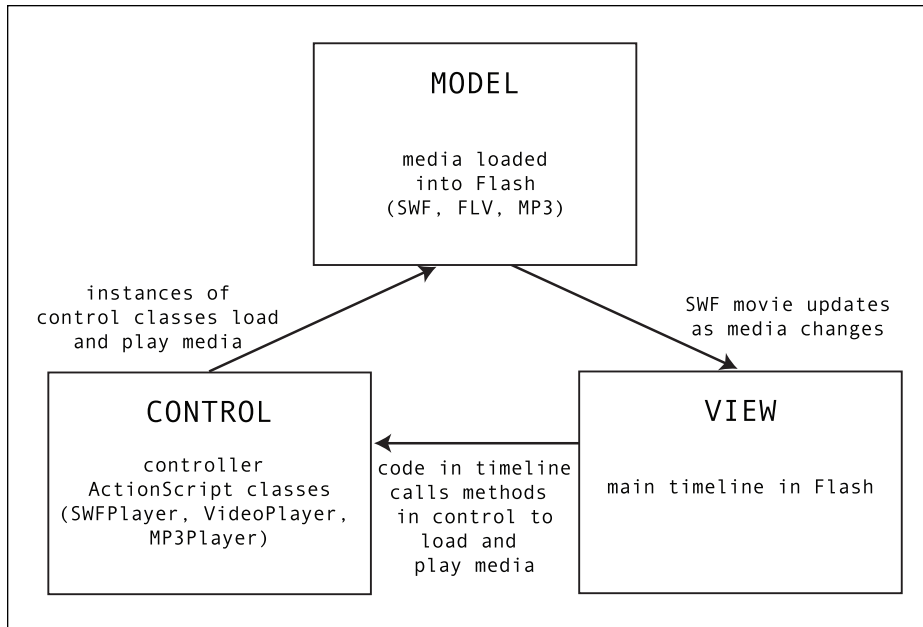 MODEL
media loaded
into Flash
(SWF, FLV, MP3)
instances of
control classes load
and play media
SWF movie updates
as media changes
CONTROL
controller
ActionScript classes
(SWFPlayer, VideoPlayer,
MP3Player)
code in timeline
calls methods
in control to
load and
play media
VIEW
main timeline in Flash